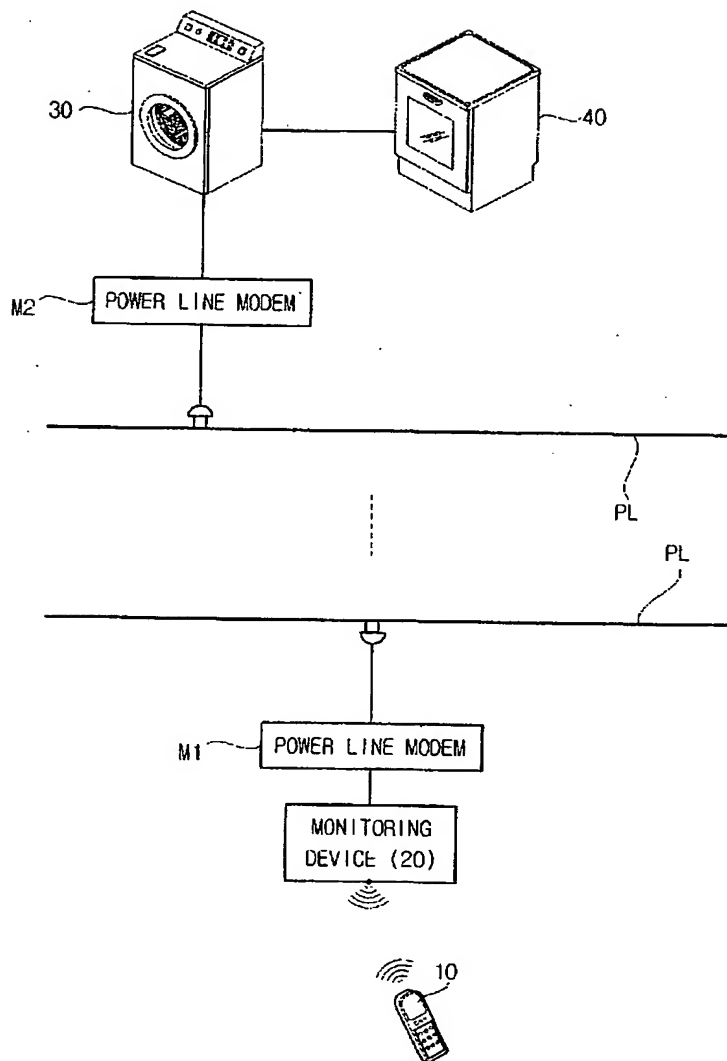 30
40
M2
POWER LINE MODEM
PL
PL
M1
POWER LINE MODEM
MONITORING
DEVICE (20)
10